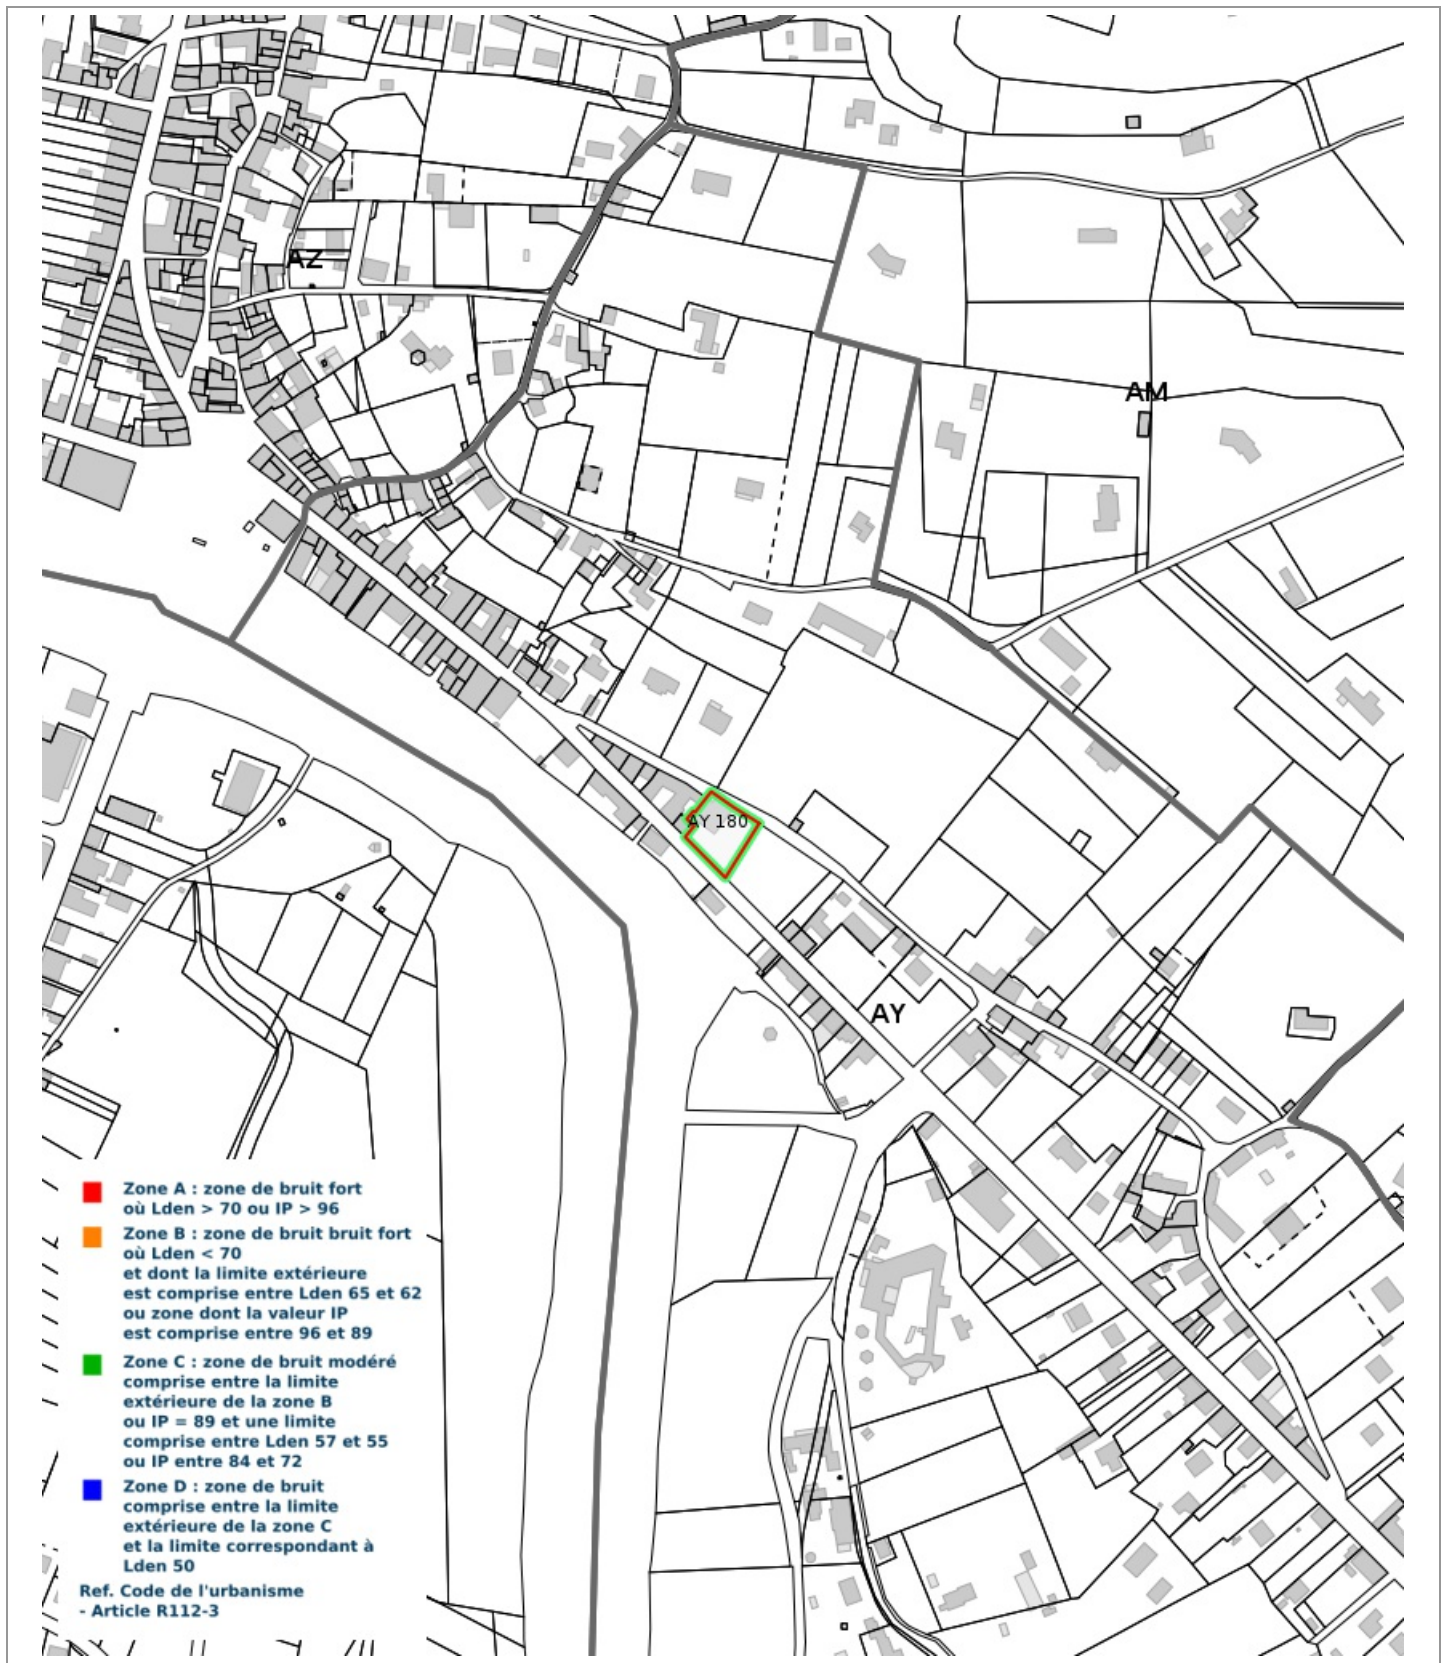 AZ
AM
AY 180
AY
Zone A : zone de bruit fort
où Lden > 70 ou IP > 96
Zone B : zone de bruit bruit fort
où Lden < 70
et dont la limite extérieure
est comprise entre Lden 65 et 62
ou zone dont la valeur IP
est comprise entre 96 et 89
Zone C : zone de bruit modéré
comprise entre la limite
extérieure de la zone B
ou IP = 89 et une limite
comprise entre Lden 57 et 55
ou IP entre 84 et 72
Zone D : zone de bruit
comprise entre la limite
extérieure de la zone C
et la limite correspondant à
Lden 50
Ref. Code de l'urbanisme
- Article R112-3